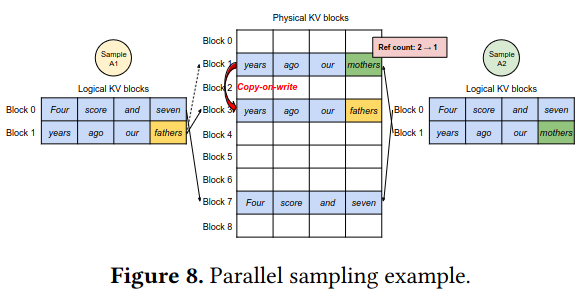 Physical KV blocks
Sample
A1
Logical KV blocks
Block 0 Four score and seven
Block 1 years ago our fathers
Block 0
Block 1 years ago our mothers
Ref count: 2 → 1
Block 2 Copy-on-write
Block 3 years ago our fathers
Block 4
Block 5
Block 6
Block 7 Four score and seven
Block 8
Sample
A2
Logical KV blocks
Block 0 Four score and seven
Block 1 years ago our mothers
Figure 8. Parallel sampling example.